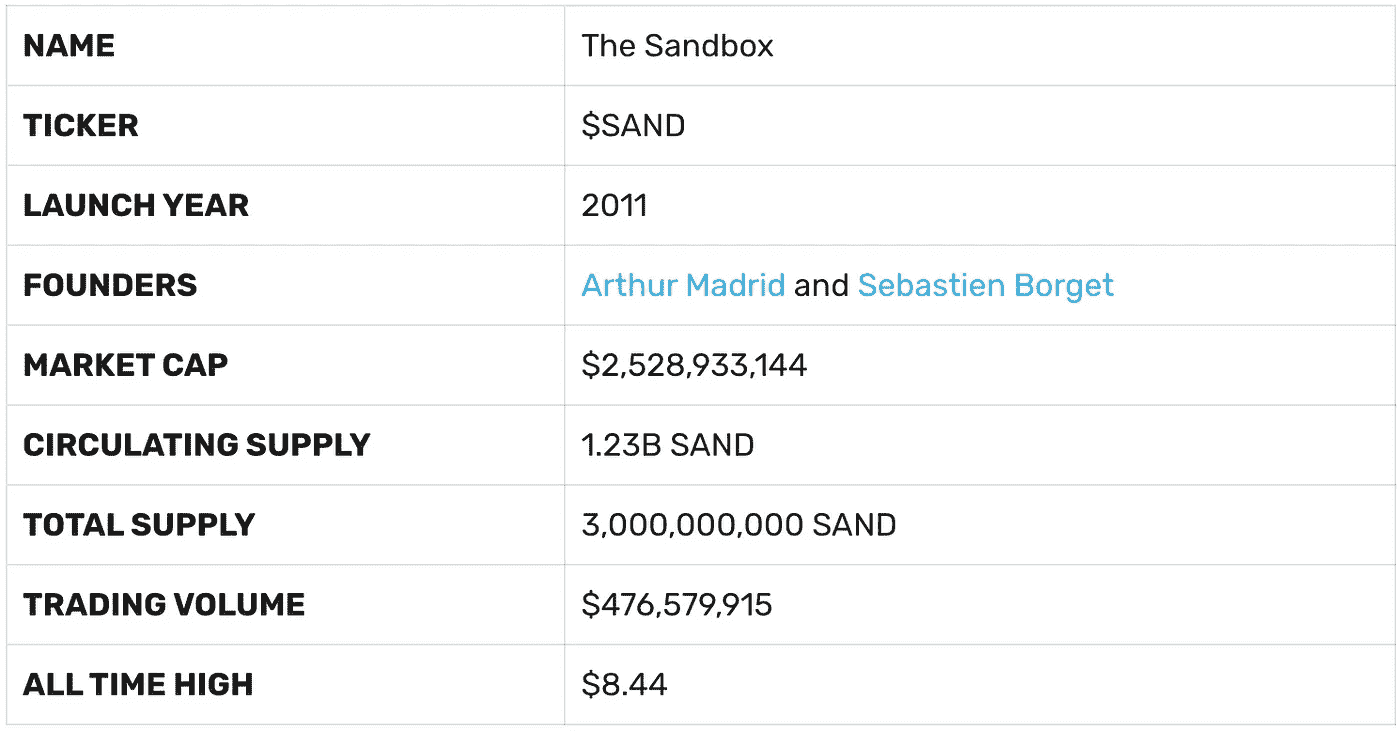 NAME The Sandbox
TICKER $SAND
LAUNCH YEAR 2011
FOUNDERS Arthur Madrid and Sebastien Borget
MARKET CAP $2,528,933,144
CIRCULATING SUPPLY 1.23B SAND
TOTAL SUPPLY 3,000,000,000 SAND
TRADING VOLUME $476,579,915
ALL TIME HIGH $8.44